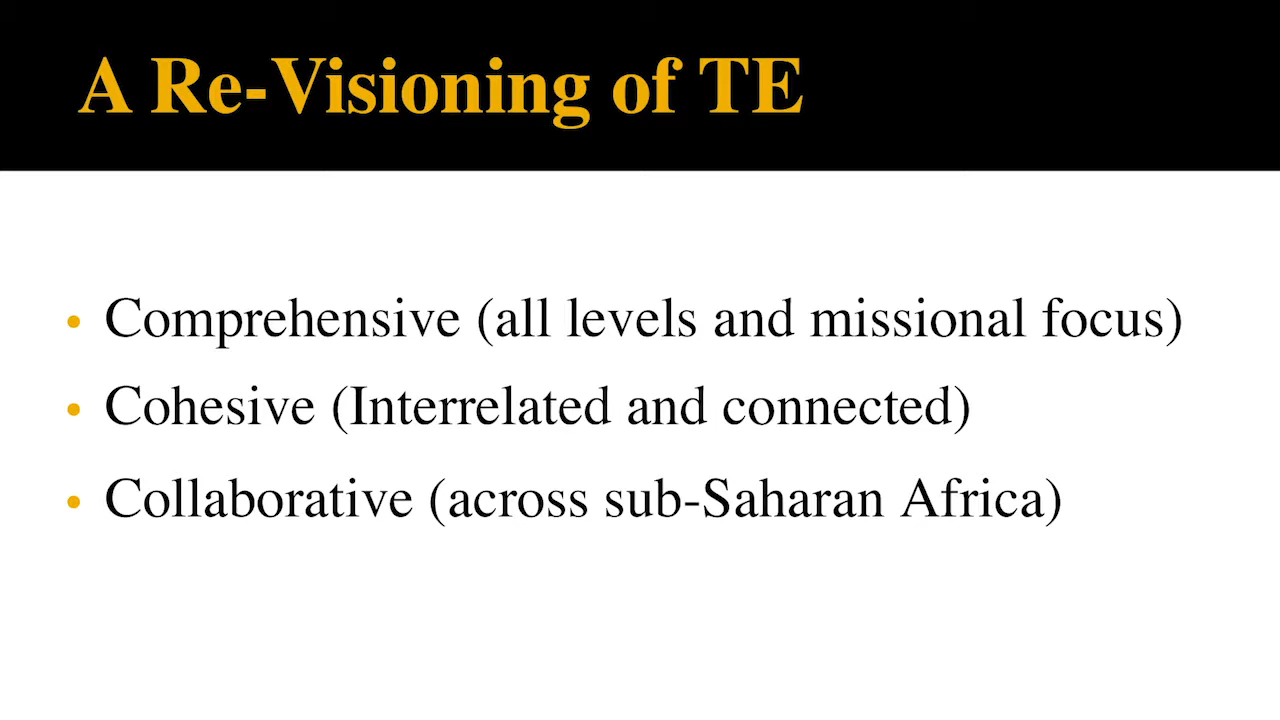 A Re-Visioning of TE
• Comprehensive (all levels and missional focus)
• Cohesive (Interrelated and connected)
• Collaborative (across sub-Saharan Africa)